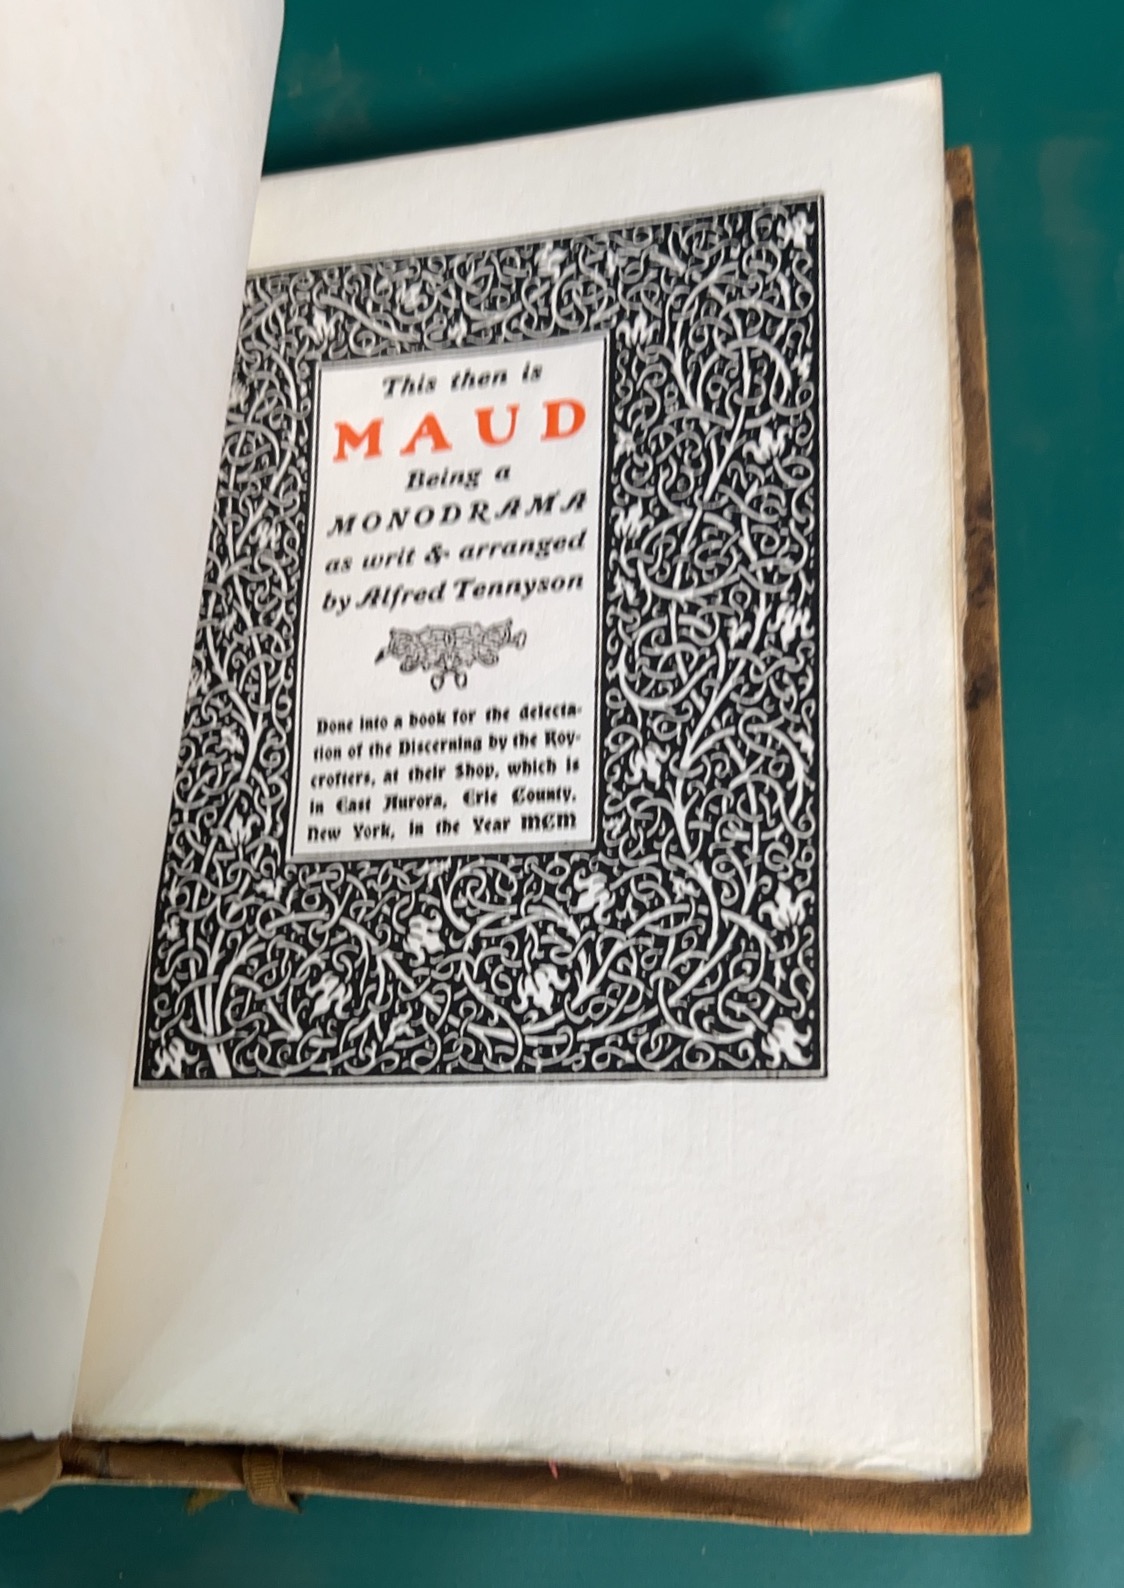 This then is
MAUD
Being a
MONODRAMA
as writ & arranged
by Alfred Tennyson
Done into a book for the delecta-
tion of the Discerning by the Roy-
crofters, at their Shop, which is
in East Aurora, Erie County,
New York, in the Year MCM